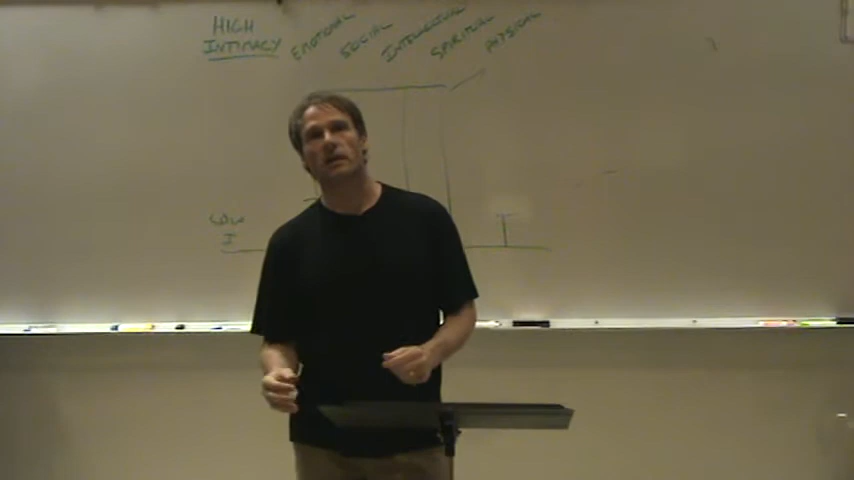 HIGH
INTIMACY
EMOTIONAL
SOCIAL
INTELLECTUAL
SPIRITUAL
PHYSICAL
LOW
I